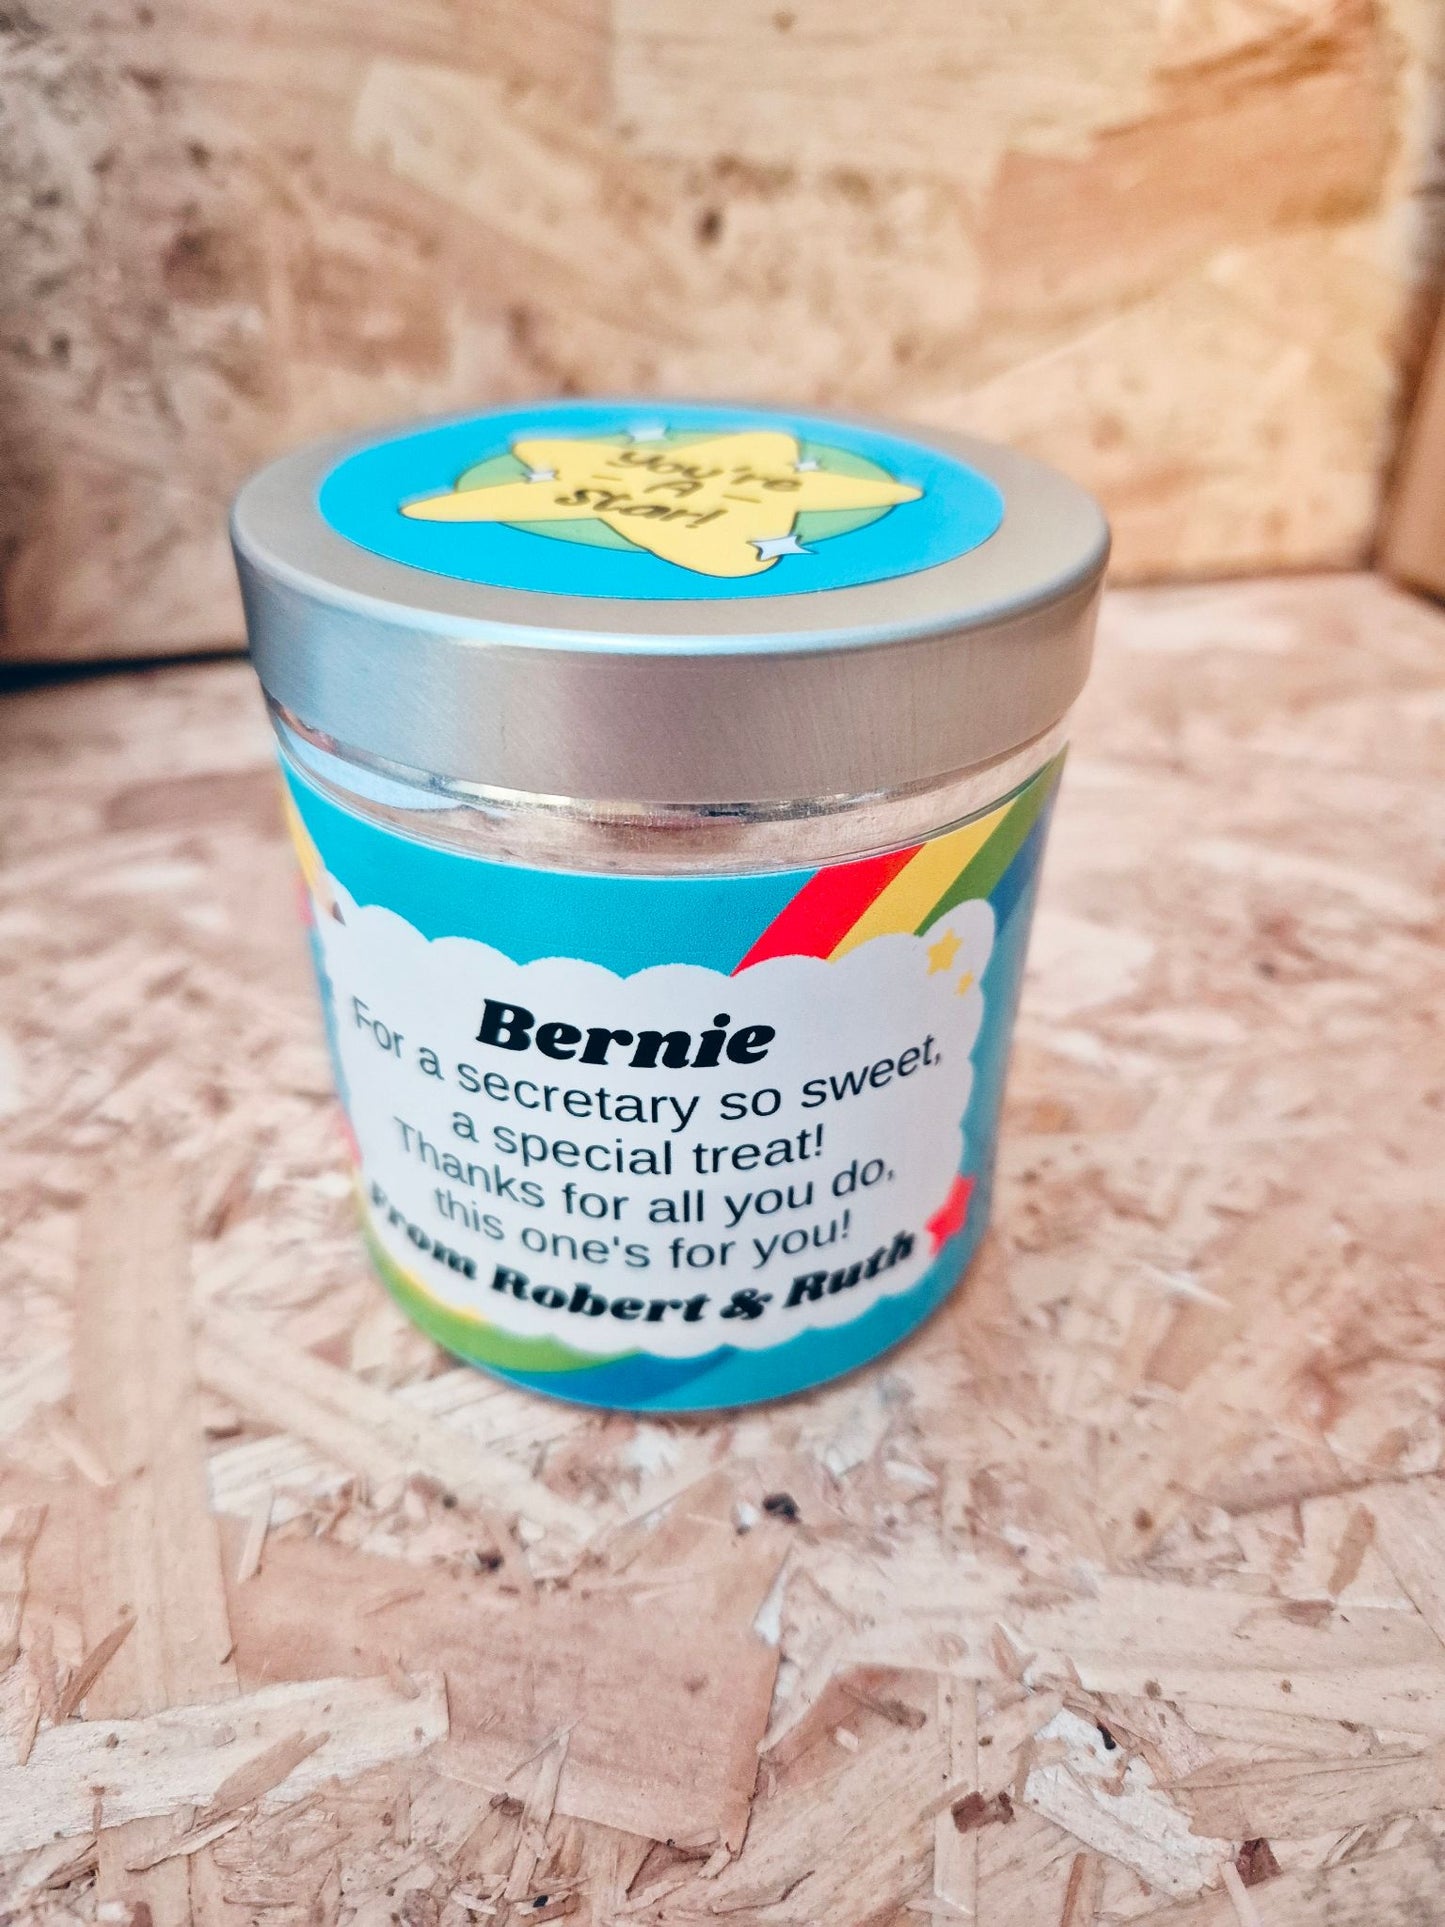 you're
A
Star!
Bernie
For a secretary so sweet,
a special treat!
Thanks for all you do,
this one's for you!
From Robert & Ruth